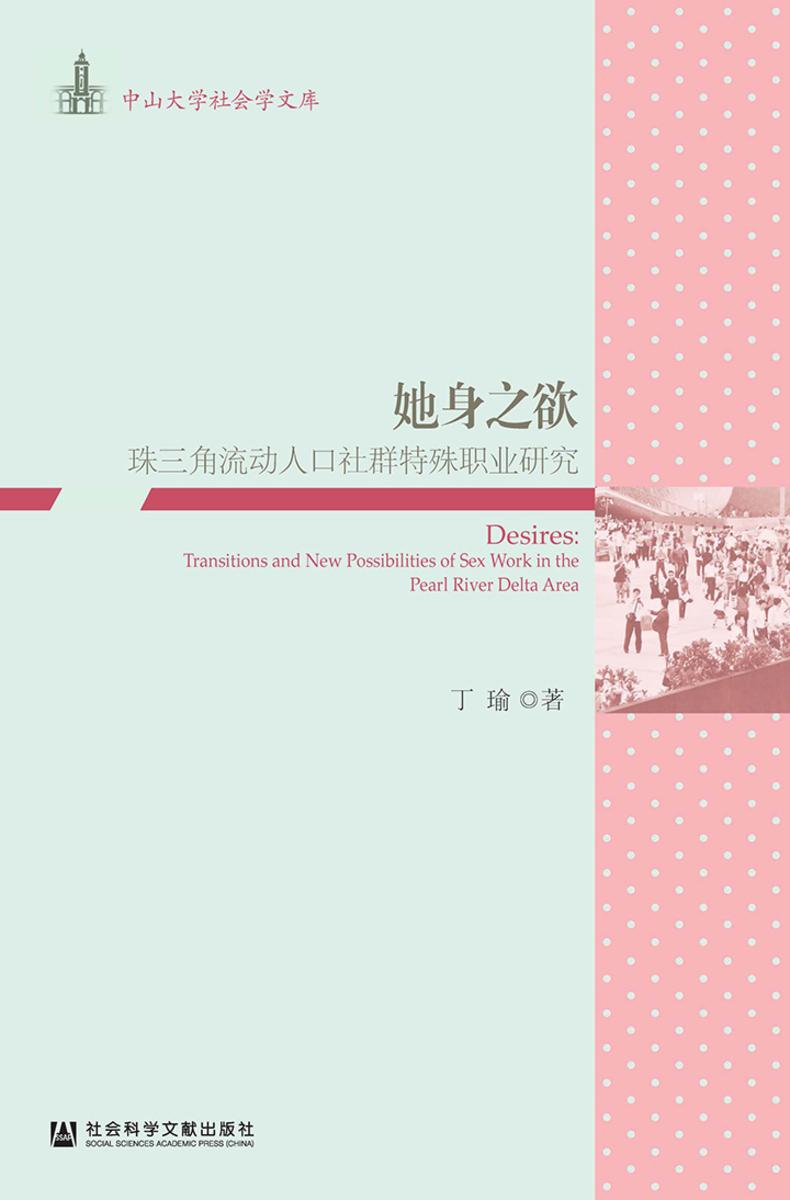 中山大学社会学文库
她身之欲
珠三角流动人口社群特殊职业研究
Desires:
Transitions and New Possibilities of Sex Work in the
Pearl River Delta Area
丁 瑜 ◎ 著
SSAP
社会科学文献出版社
SOCIAL SCIENCES ACADEMIC PRESS (CHINA)